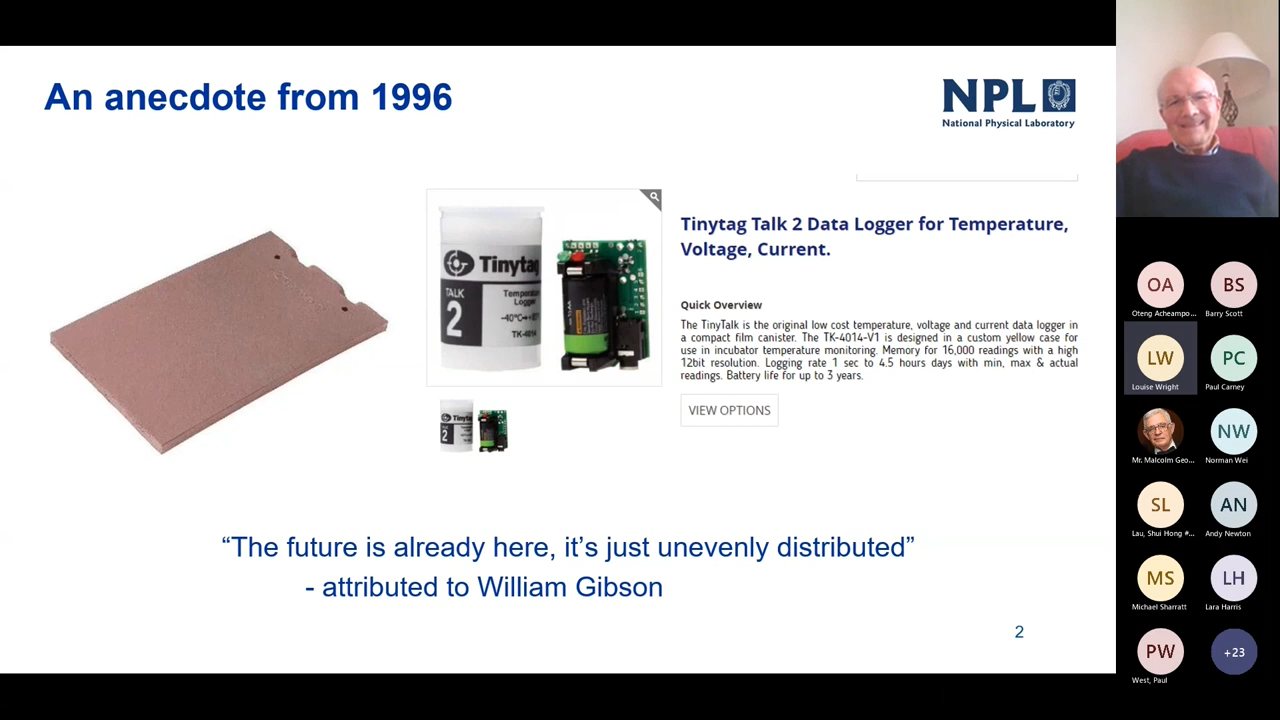 An anecdote from 1996
NPL
National Physical Laboratory
Tinytag
TALK
2
Temperature
Logger
TK-4014
Tinytag Talk 2 Data Logger for Temperature,
Voltage, Current.
Quick Overview
The TinyTalk is the original low cost temperature, voltage and current data logger in
a compact film canister. The TK-4014-V1 is designed in a custom yellow case for
use in incubator temperature monitoring. Memory for 16,000 readings with a high
12bit resolution. Logging rate 1 sec to 4.5 hours days with min, max & actual
readings. Battery life for up to 3 years.
VIEW OPTIONS
“The future is already here, it’s just unevenly distributed”
- attributed to William Gibson
2
OA
Oteng Acheampo...
BS
Barry Scott
LW
Louise Wright
PC
Paul Carney
Mr. Malcolm Geo...
NW
Norman Wei
SL
Lau, Shui Hong #...
AN
Andy Newton
MS
Michael Sharratt
LH
Lara Harris
PW
West, Paul
+23